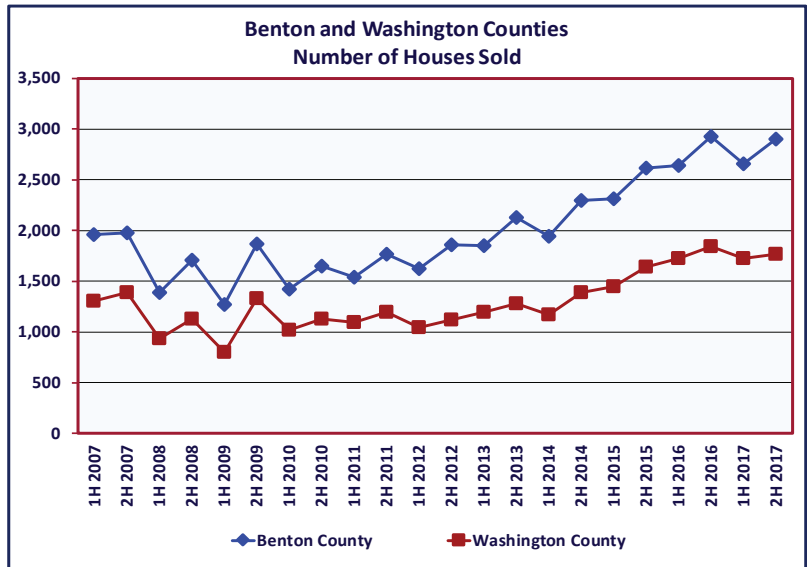 Benton and Washington Counties
Number of Houses Sold
3,500
3,000
2,500
2,000
1,500
1,000
500
0
1H 2007
2H 2007
1H 2008
2H 2008
1H 2009
2H 2009
1H 2010
2H 2010
1H 2011
2H 2011
1H 2012
2H 2012
1H 2013
2H 2013
1H 2014
2H 2014
1H 2015
2H 2015
1H 2016
2H 2016
1H 2017
2H 2017
Benton County
Washington County